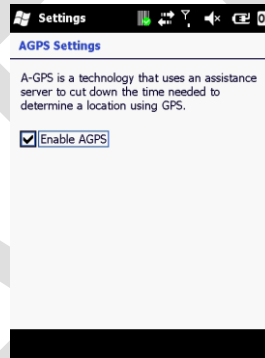 Settings
AGPS Settings
A-GPS is a technology that uses an assistance
server to cut down the time needed to
determine a location using GPS.
Enable AGPS